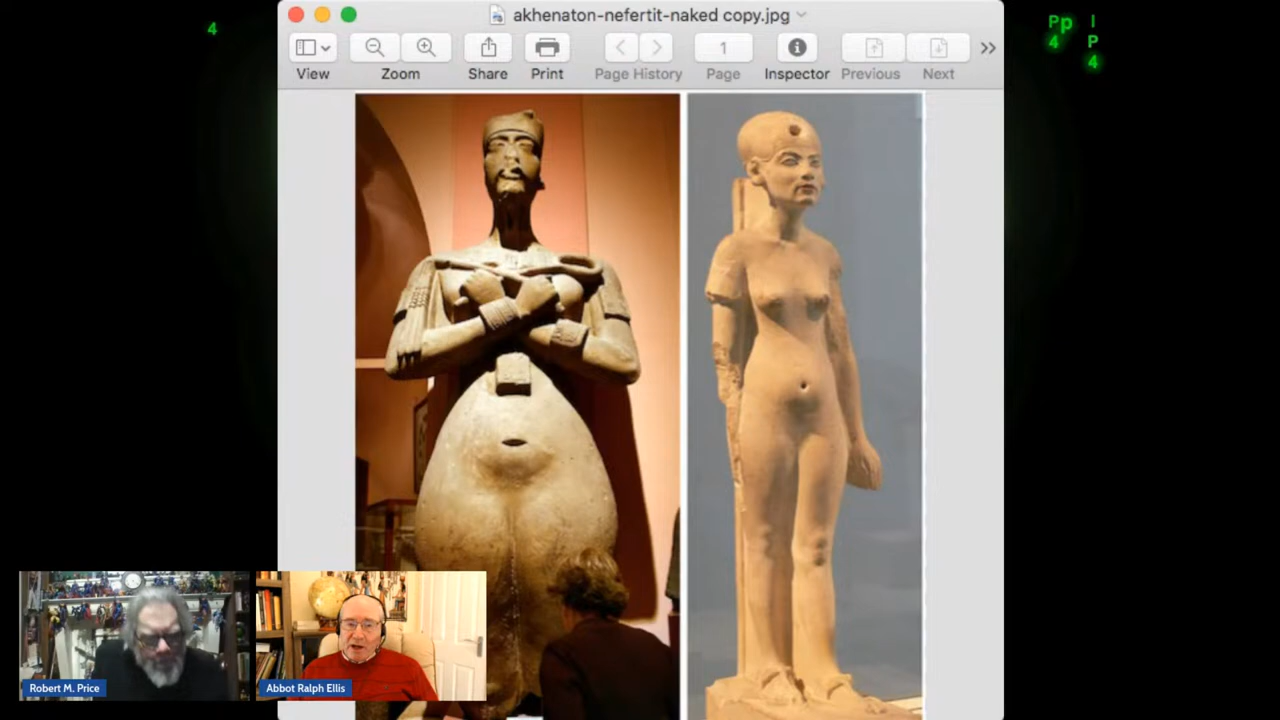 4
Pp I
4 P
4
akhenaton-nefertit-naked copy.jpg
View Zoom Share Print Page History 1 Page Inspector Previous Next
Robert M. Price
Abbot Ralph Ellis